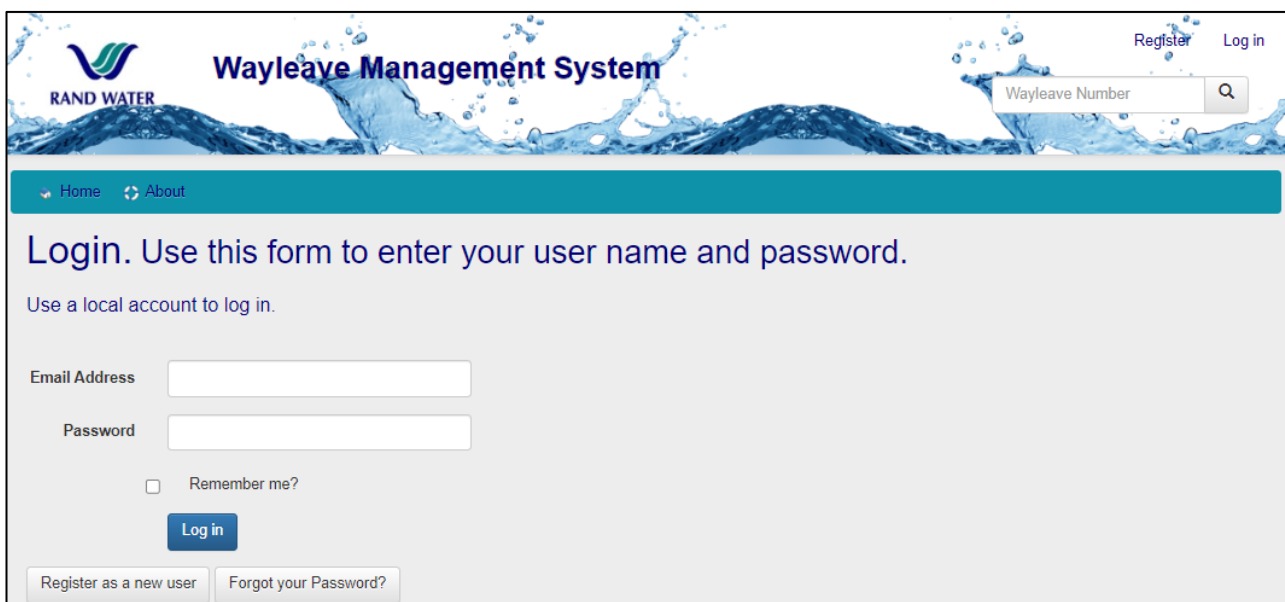 Register Log in
Wayleave Management System
RAND WATER
Wayleave Number
Home About
Login. Use this form to enter your user name and password.
Use a local account to log in.
Email Address
Password
Remember me?
Log in
Register as a new user Forgot your Password?